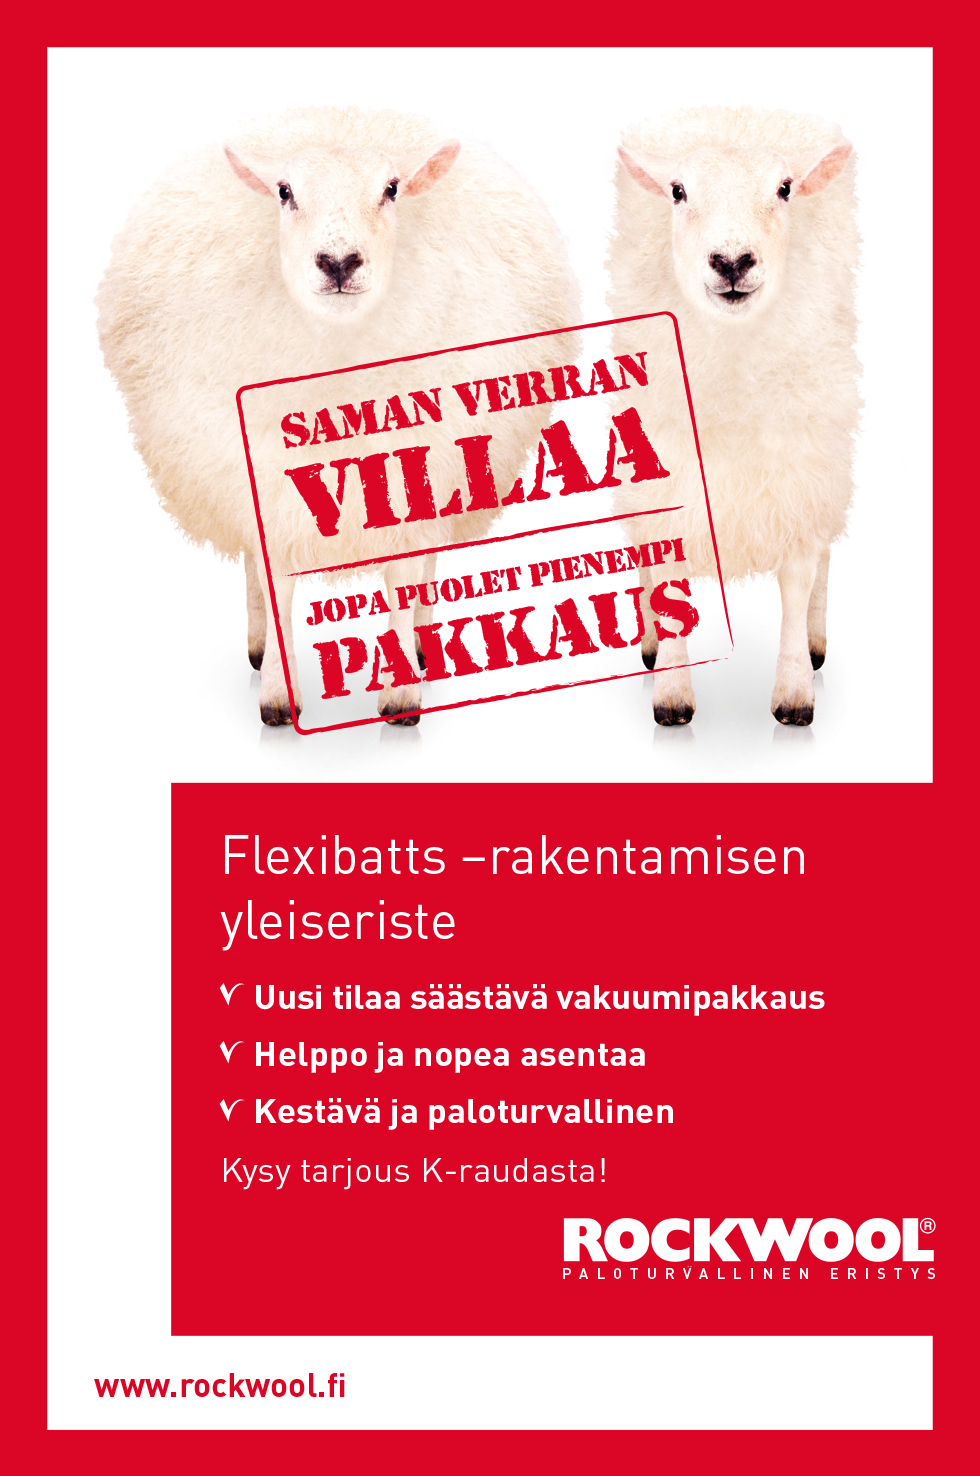 SAMAN VERRAN
VILLAA
JOPA PUOLET PIENEMPI
PAKKAUS
Flexibatts –rakentamisen
yleiseriste
Uusi tilaa säästävä vakuumipakkaus
Helppo ja nopea asentaa
Kestävä ja paloturvallinen
Kysy tarjous K-raudasta!
ROCKWOOL®
PALOTURVALLINEN ERISTYS
www.rockwool.fi